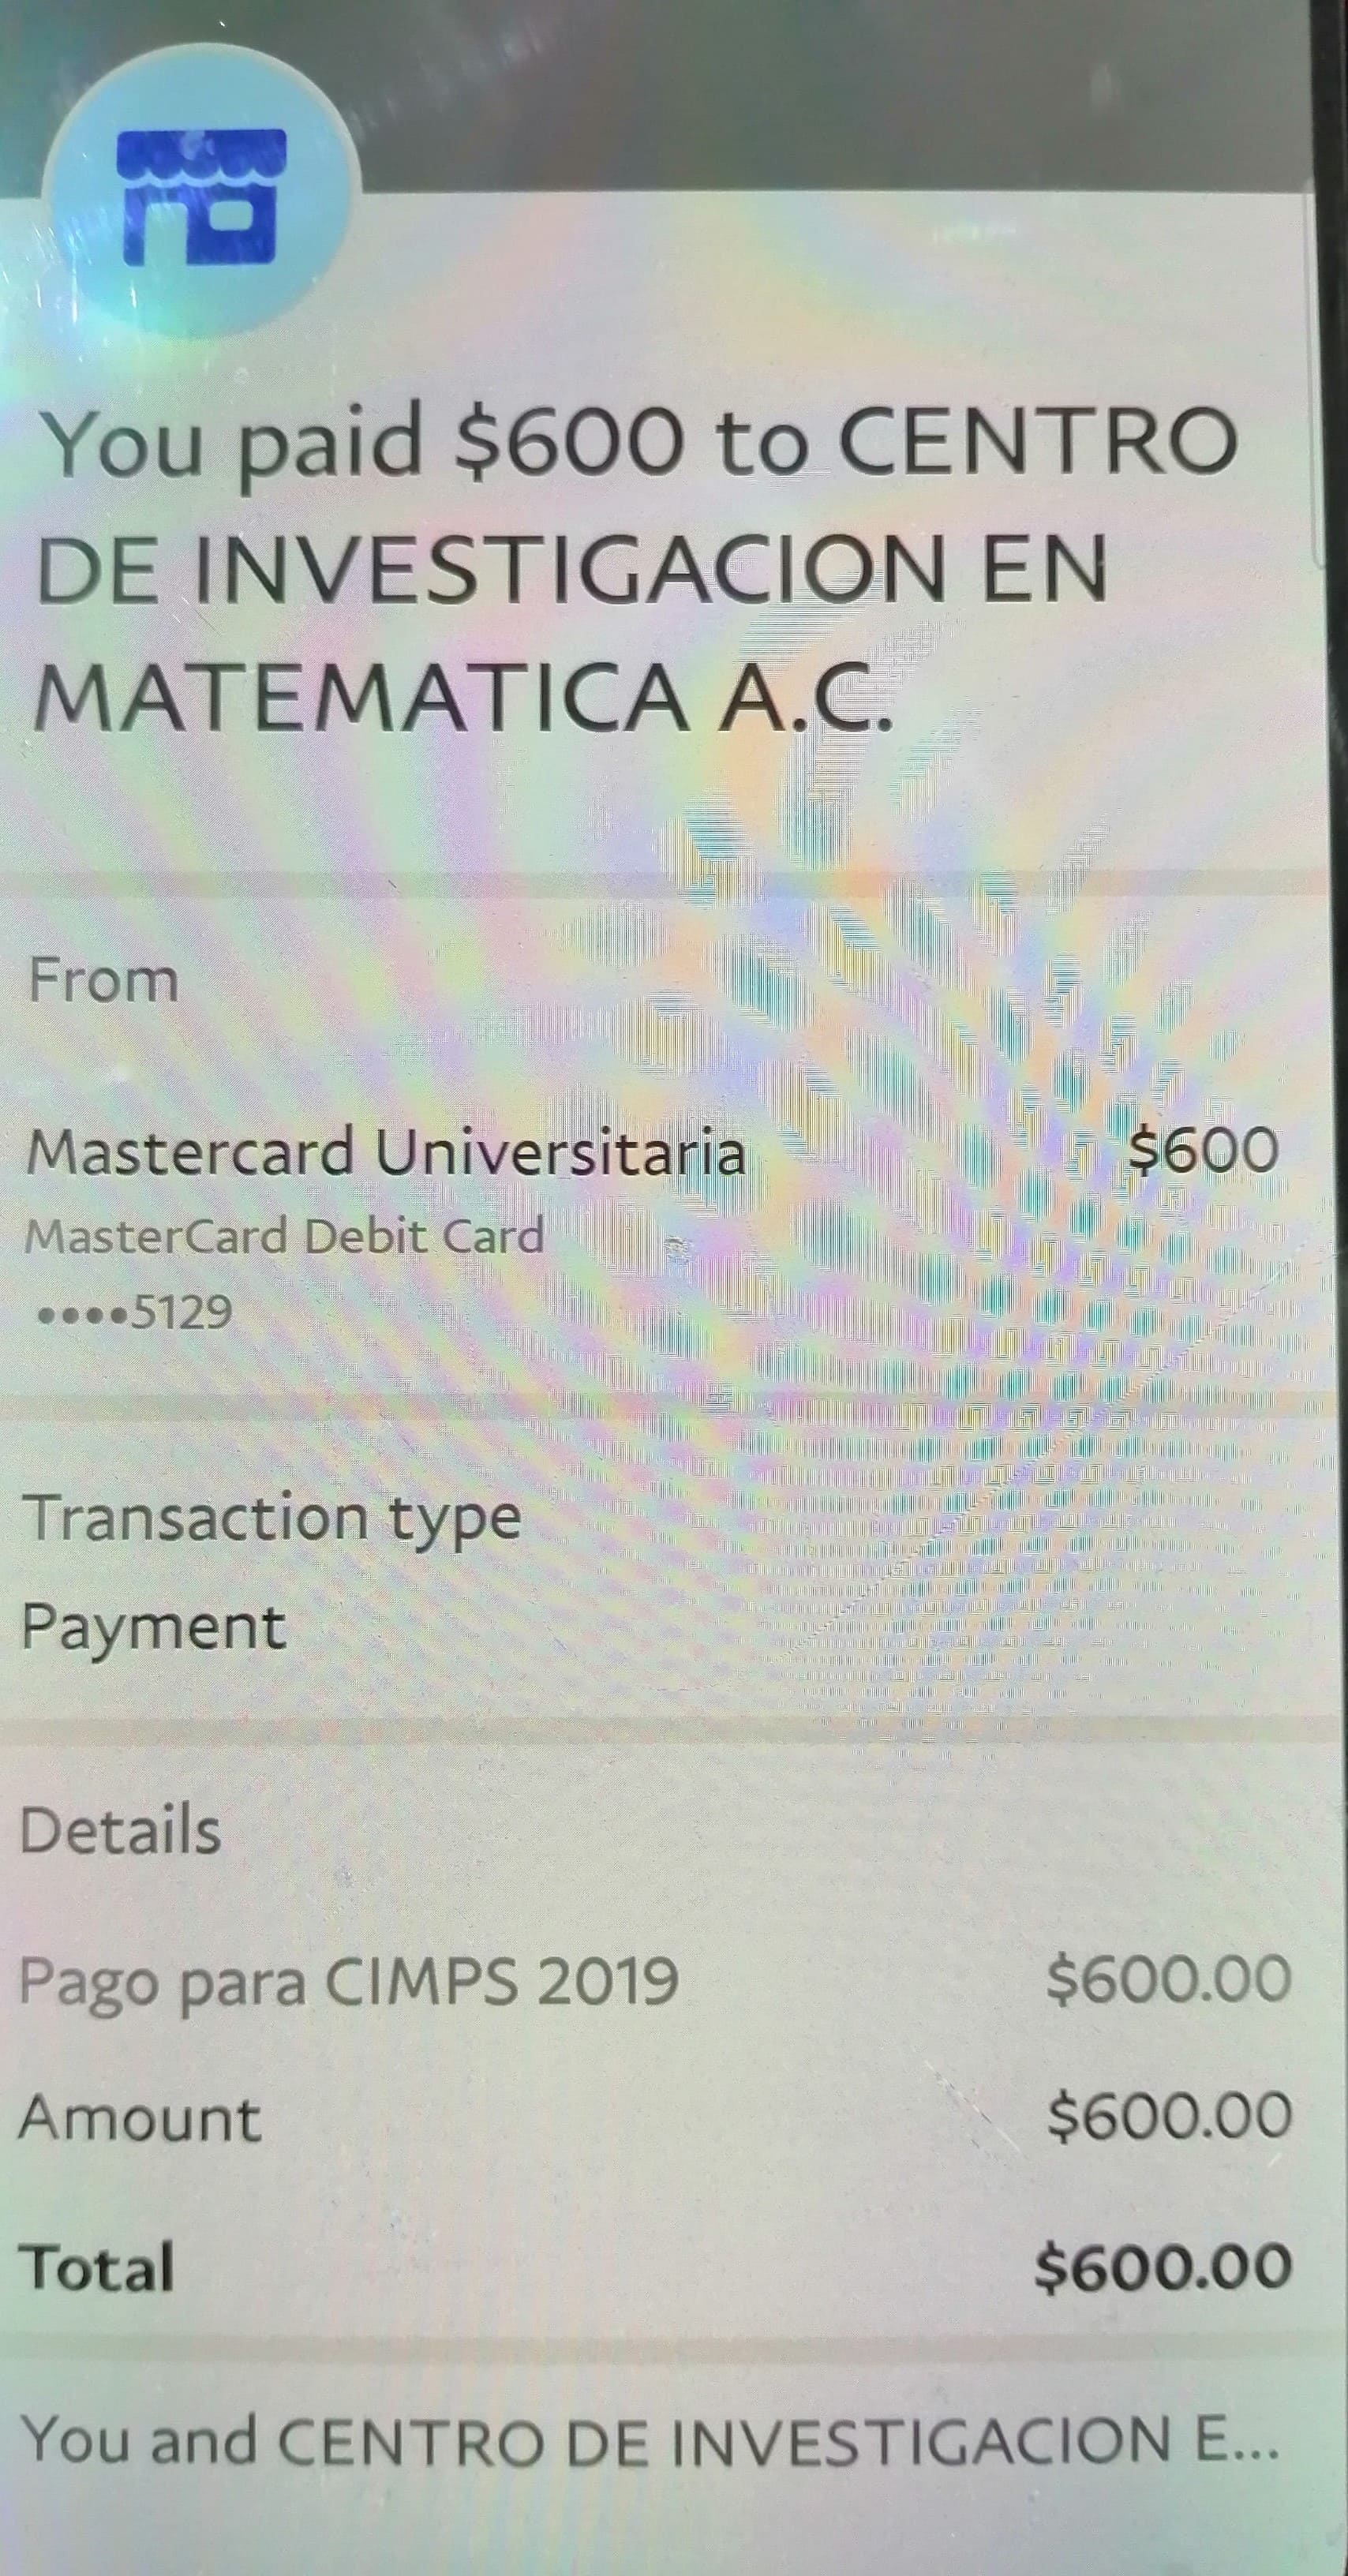 You paid $600 to CENTRO
DE INVESTIGACION EN
MATEMATICA A.C.
From
Mastercard Universitaria $600
MasterCard Debit Card
••••5129
Transaction type
Payment
Details
Pago para CIMPS 2019 $600.00
Amount $600.00
Total $600.00
You and CENTRO DE INVESTIGACION E...